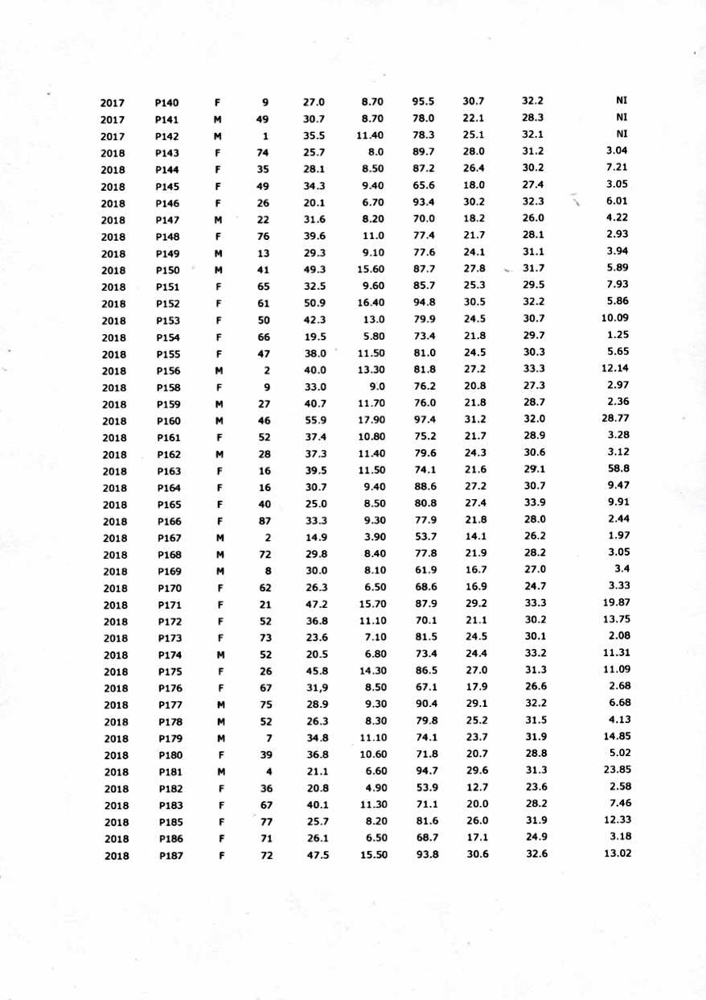 2017 P140 F 9 27.0 8.70 95.5 30.7 32.2 NI
2017 P141 M 49 30.7 8.70 78.0 22.1 28.3 NI
2017 P142 M 1 35.5 11.40 78.3 25.1 32.1 NI
2018 P143 F 74 25.7 8.0 89.7 28.0 31.2 3.04
2018 P144 F 35 28.1 8.50 87.2 26.4 30.2 7.21
2018 P145 F 49 34.3 9.40 65.6 18.0 27.4 3.05
2018 P146 F 26 20.1 6.70 93.4 30.2 32.3 6.01
2018 P147 M 22 31.6 8.20 70.0 18.2 26.0 4.22
2018 P148 F 76 39.6 11.0 77.4 21.7 28.1 2.93
2018 P149 M 13 29.3 9.10 77.6 24.1 31.1 3.94
2018 P150 M 41 49.3 15.60 87.7 27.8 31.7 5.89
2018 P151 F 65 32.5 9.60 85.7 25.3 29.5 7.93
2018 P152 F 61 50.9 16.40 94.8 30.5 32.2 5.86
2018 P153 F 50 42.3 13.0 79.9 24.5 30.7 10.09
2018 P154 F 66 19.5 5.80 73.4 21.8 29.7 1.25
2018 P155 F 47 38.0 11.50 81.0 24.5 30.3 5.65
2018 P156 M 2 40.0 13.30 81.8 27.2 33.3 12.14
2018 P158 F 9 33.0 9.0 76.2 20.8 27.3 2.97
2018 P159 M 27 40.7 11.70 76.0 21.8 28.7 2.36
2018 P160 M 46 55.9 17.90 97.4 31.2 32.0 28.77
2018 P161 F 52 37.4 10.80 75.2 21.7 28.9 3.28
2018 P162 M 28 37.3 11.40 79.6 24.3 30.6 3.12
2018 P163 F 16 39.5 11.50 74.1 21.6 29.1 58.8
2018 P164 F 16 30.7 9.40 88.6 27.2 30.7 9.47
2018 P165 F 40 25.0 8.50 80.8 27.4 33.9 9.91
2018 P166 F 87 33.3 9.30 77.9 21.8 28.0 2.44
2018 P167 M 2 14.9 3.90 53.7 14.1 26.2 1.97
2018 P168 M 72 29.8 8.40 77.8 21.9 28.2 3.05
2018 P169 M 8 30.0 8.10 61.9 16.7 27.0 3.4
2018 P170 F 62 26.3 6.50 68.6 16.9 24.7 3.33
2018 P171 F 21 47.2 15.70 87.9 29.2 33.3 19.87
2018 P172 F 52 36.8 11.10 70.1 21.1 30.2 13.75
2018 P173 F 73 23.6 7.10 81.5 24.5 30.1 2.08
2018 P174 M 52 20.5 6.80 73.4 24.4 33.2 11.31
2018 P175 F 26 45.8 14.30 86.5 27.0 31.3 11.09
2018 P176 F 67 31,9 8.50 67.1 17.9 26.6 2.68
2018 P177 M 75 28.9 9.30 90.4 29.1 32.2 6.68
2018 P178 M 52 26.3 8.30 79.8 25.2 31.5 4.13
2018 P179 M 7 34.8 11.10 74.1 23.7 31.9 14.85
2018 P180 F 39 36.8 10.60 71.8 20.7 28.8 5.02
2018 P181 M 4 21.1 6.60 94.7 29.6 31.3 23.85
2018 P182 F 36 20.8 4.90 53.9 12.7 23.6 2.58
2018 P183 F 67 40.1 11.30 71.1 20.0 28.2 7.46
2018 P185 F 77 25.7 8.20 81.6 26.0 31.9 12.33
2018 P186 F 71 26.1 6.50 68.7 17.1 24.9 3.18
2018 P187 F 72 47.5 15.50 93.8 30.6 32.6 13.02